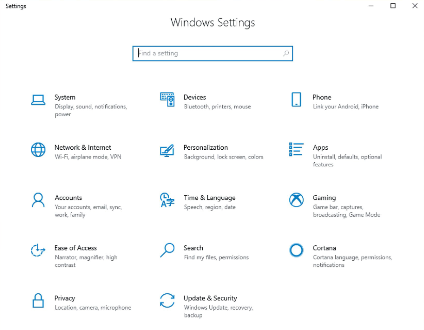 Settings
Windows Settings
Find a setting
System
Display, sound, notifications,
power
Devices
Bluetooth, printers, mouse
Phone
Link your Android, iPhone
Network & Internet
Wi-Fi, airplane mode, VPN
Personalization
Background, lock screen, colors
Apps
Uninstall, defaults, optional
features
Accounts
Your accounts, email, sync,
work, family
Time & Language
Speech, region, date
Gaming
Game bar, captures,
broadcasting, Game Mode
Ease of Access
Narrator, magnifier, high
contrast
Search
Find my files, permissions
Cortana
Cortana language, permissions,
notifications
Privacy
Location, camera, microphone
Update & Security
Windows Update, recovery,
backup